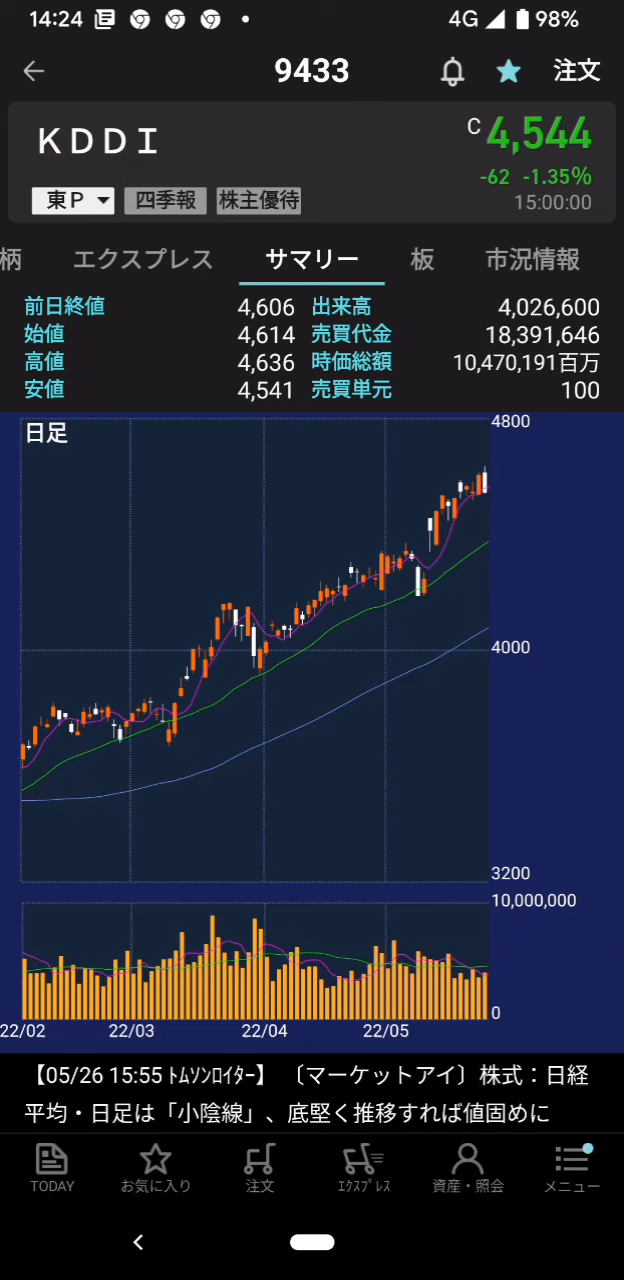 14:24 4G 98%
9433 注文
ＫＤＤＩ C 4,544
-62 -1.35%
東Ｐ 四季報 株主優待 15:00:00
柄 エクスプレス サマリー 板 市況情報
前日終値 4,606 出来高 4,026,600
始値 4,614 売買代金 18,391,646
高値 4,636 時価総額 10,470,191百万
安値 4,541 売買単元 100
日足 4800
4000
3200
10,000,000
0
22/02 22/03 22/04 22/05
【05/26 15:55 ﾄﾑｿﾝﾛｲﾀｰ】 〔マーケットアイ〕株式：日経
平均・日足は「小陰線」、底堅く推移すれば値固めに
TODAY お気に入り 注文 ｴｸｽﾌﾟﾚｽ 資産・照会 メニュー